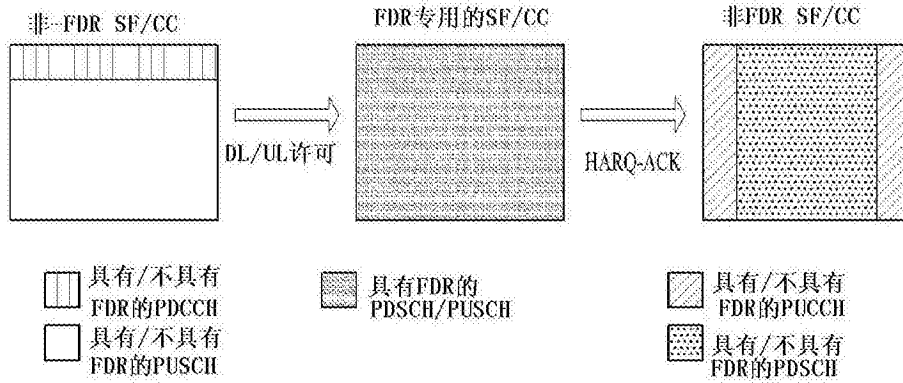 非-FDR SF/CC
FDR专用的SF/CC
非FDR SF/CC
DL/UL许可
HARQ-ACK
具有/不具有
FDR的PDCCH
具有/不具有
FDR的PUSCH
具有FDR的
PDSCH/PUSCH
具有/不具有
FDR的PUCCH
具有/不具有
FDR的PDSCH